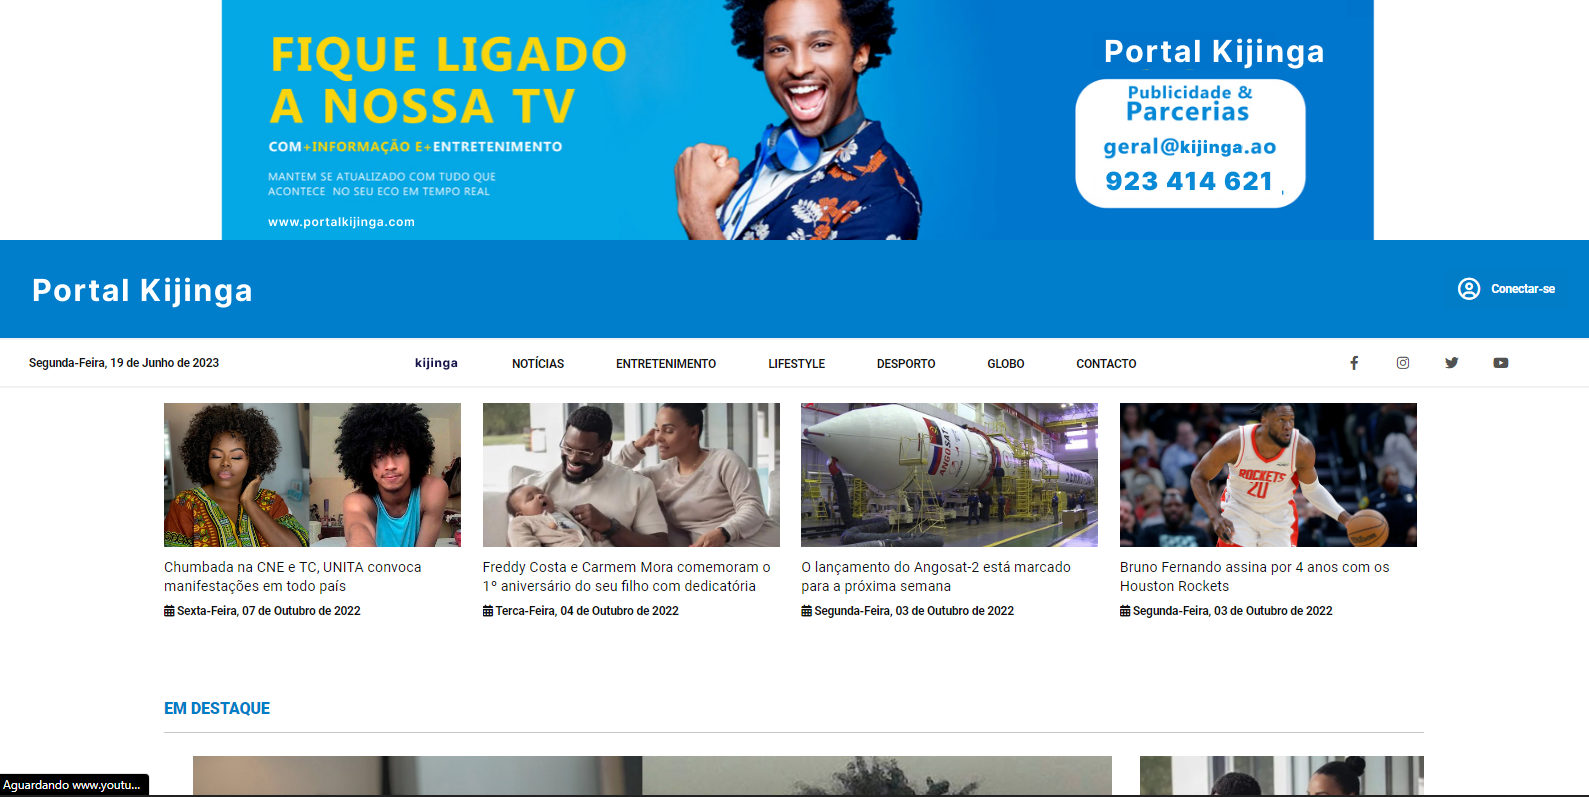 FIQUE LIGADO
A NOSSA TV
COM+INFORMAÇÃO E+ENTRETENIMENTO
MANTEM SE ATUALIZADO COM TUDO QUE
ACONTECE NO SEU ECO EM TEMPO REAL
www.portalkijinga.com
Portal Kijinga
Publicidade &
Parcerias
geral@kijinga.ao
923 414 621
Portal Kijinga
Conectar-se
Segunda-Feira, 19 de Junho de 2023
kijinga
NOTÍCIAS
ENTRETENIMENTO
LIFESTYLE
DESPORTO
GLOBO
CONTACTO
ANGOSAT
ROCKETS
20
Chumbada na CNE e TC, UNITA convoca
manifestações em todo país
Sexta-Feira, 07 de Outubro de 2022
Freddy Costa e Carmem Mora comemoram o
1º aniversário do seu filho com dedicatória
Terca-Feira, 04 de Outubro de 2022
O lançamento do Angosat-2 está marcado
para a próxima semana
Segunda-Feira, 03 de Outubro de 2022
Bruno Fernando assina por 4 anos com os
Houston Rockets
Segunda-Feira, 03 de Outubro de 2022
EM DESTAQUE
Aguardando www.youtu...